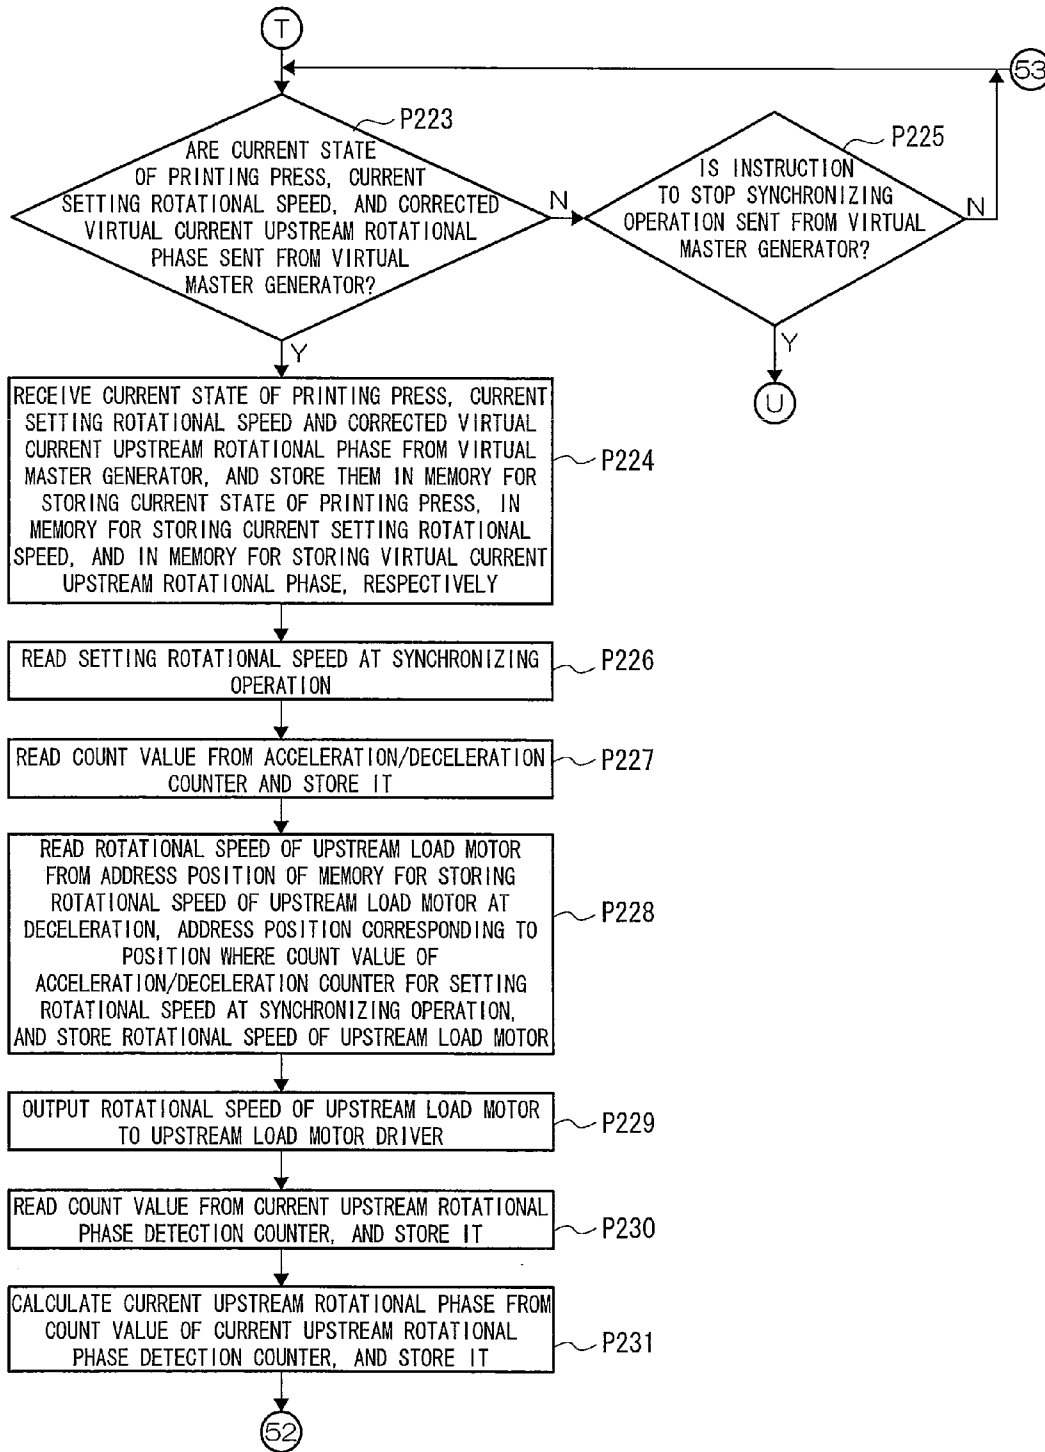 T
53
P223
ARE CURRENT STATE
OF PRINTING PRESS, CURRENT
SETTING ROTATIONAL SPEED, AND CORRECTED
VIRTUAL CURRENT UPSTREAM ROTATIONAL
PHASE SENT FROM VIRTUAL
MASTER GENERATOR?
N
Y
P225
IS INSTRUCTION
TO STOP SYNCHRONIZING
OPERATION SENT FROM VIRTUAL
MASTER GENERATOR?
N
Y
U
RECEIVE CURRENT STATE OF PRINTING PRESS, CURRENT
SETTING ROTATIONAL SPEED AND CORRECTED VIRTUAL
CURRENT UPSTREAM ROTATIONAL PHASE FROM VIRTUAL
MASTER GENERATOR, AND STORE THEM IN MEMORY FOR
STORING CURRENT STATE OF PRINTING PRESS, IN
MEMORY FOR STORING CURRENT SETTING ROTATIONAL
SPEED, AND IN MEMORY FOR STORING VIRTUAL CURRENT
UPSTREAM ROTATIONAL PHASE, RESPECTIVELY
P224
READ SETTING ROTATIONAL SPEED AT SYNCHRONIZING
OPERATION
P226
READ COUNT VALUE FROM ACCELERATION/DECELERATION
COUNTER AND STORE IT
P227
READ ROTATIONAL SPEED OF UPSTREAM LOAD MOTOR
FROM ADDRESS POSITION OF MEMORY FOR STORING
ROTATIONAL SPEED OF UPSTREAM LOAD MOTOR AT
DECELERATION, ADDRESS POSITION CORRESPONDING TO
POSITION WHERE COUNT VALUE OF
ACCELERATION/DECELERATION COUNTER FOR SETTING
ROTATIONAL SPEED AT SYNCHRONIZING OPERATION,
AND STORE ROTATIONAL SPEED OF UPSTREAM LOAD MOTOR
P228
OUTPUT ROTATIONAL SPEED OF UPSTREAM LOAD MOTOR
TO UPSTREAM LOAD MOTOR DRIVER
P229
READ COUNT VALUE FROM CURRENT UPSTREAM ROTATIONAL
PHASE DETECTION COUNTER, AND STORE IT
P230
CALCULATE CURRENT UPSTREAM ROTATIONAL PHASE FROM
COUNT VALUE OF CURRENT UPSTREAM ROTATIONAL
PHASE DETECTION COUNTER, AND STORE IT
P231
52